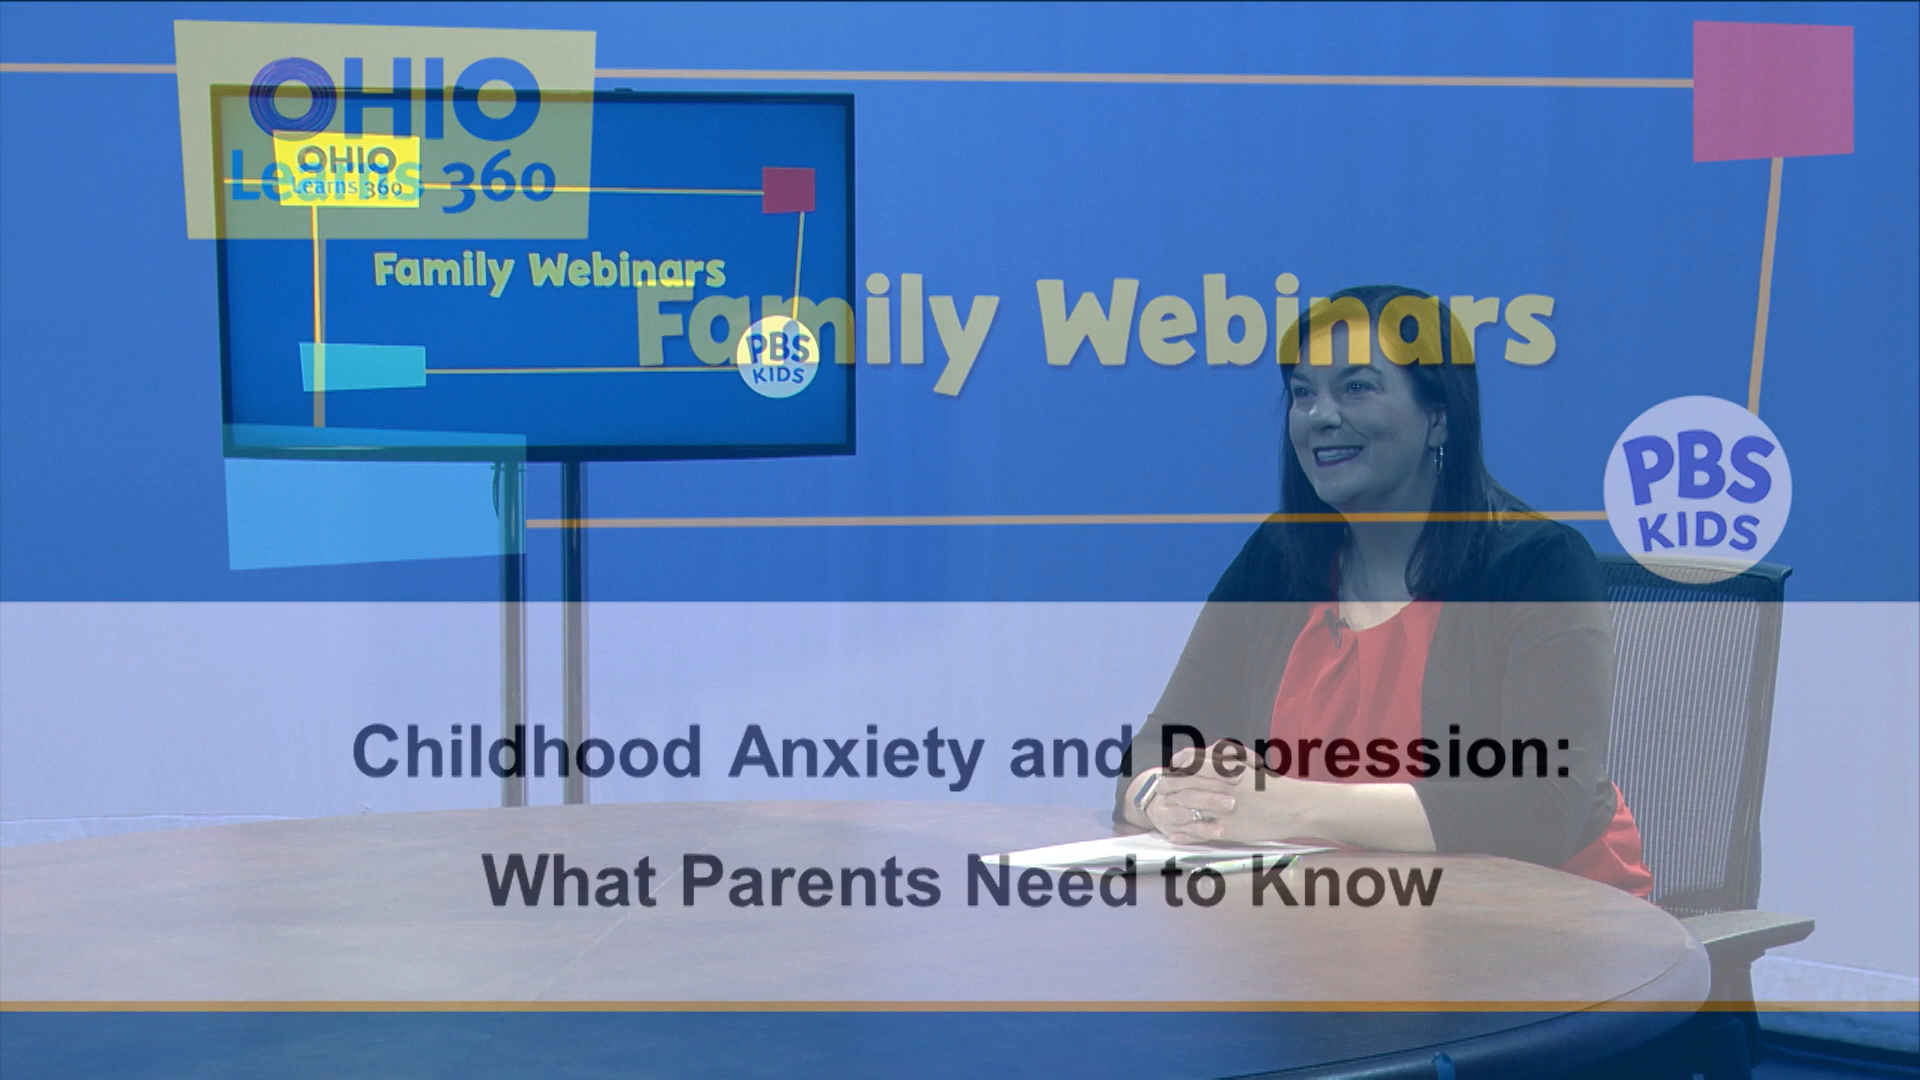 OHIO
Learns 360
OHIO
Learns 360
Family Webinars
PBS
KIDS
Family Webinars
PBS
KIDS
Childhood Anxiety and Depression:
What Parents Need to Know